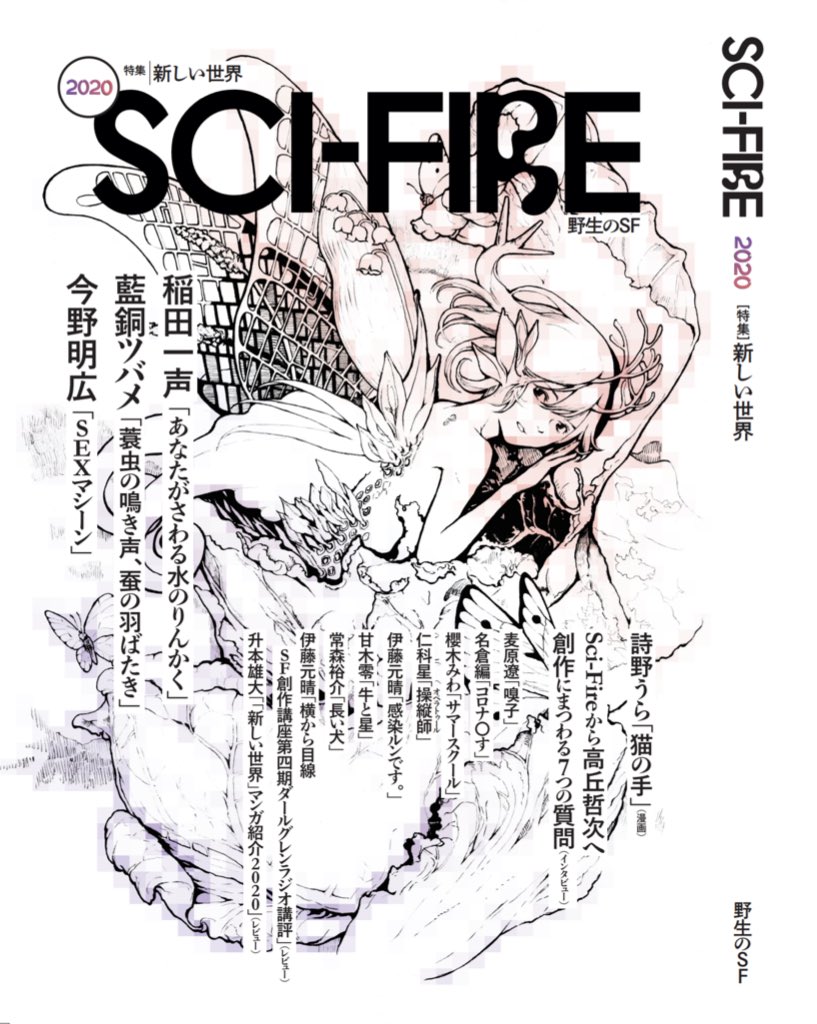 2020
特集 新しい世界
SCI-FIRE
野生のSF
稲田一声「あなたがさわる水のりんかく」
藍銅ツバメ「蓑虫の鳴き声、蚕の羽ばたき」
今野明広「SEXマシーン」
詩野うら「猫の手」(漫画)
Sci-Fireから高丘哲次へ
創作にまつわる7つの質問(インタビュー)
麦原遼「嗅子」
名倉編「コロナ〇す」
櫻木みわ「サマースクール」
仁科星「操縦師」
オペラトゥール
伊藤元晴「感染ルンです。」
甘木零「牛と星」
常森裕介「長い犬」
伊藤元晴「横から目線
SF創作講座第四期ダールグレンラジオ講評」(レビュー)
升本雄大「「新しい世界」マンガ紹介2020」(レビュー)
SCI-FIRE 2020 [特集] 新しい世界
野生のSF